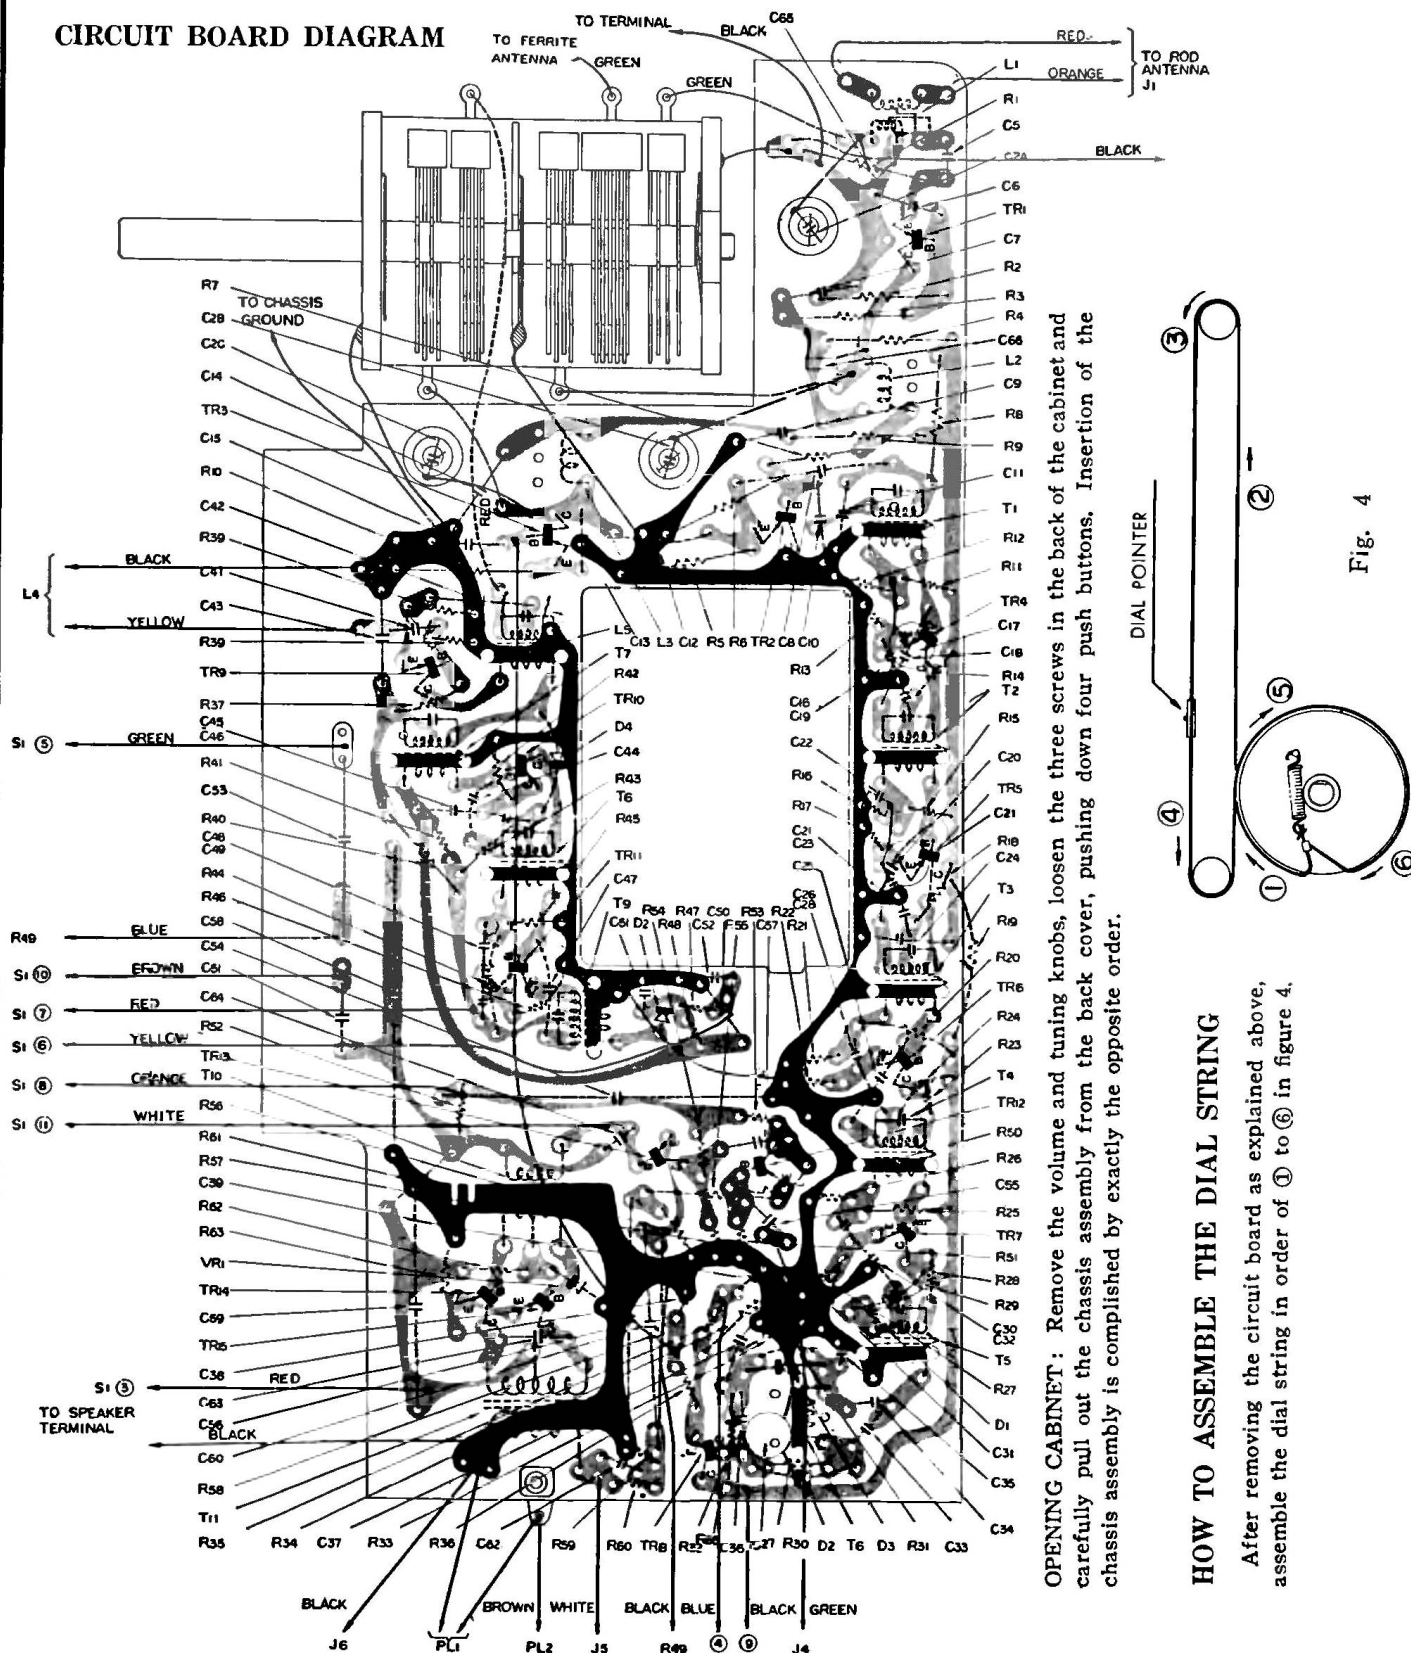 CIRCUIT BOARD DIAGRAM
TO TERMINAL
BLACK
C65
TO FERRITE
ANTENNA
GREEN
GREEN
RED
ORANGE
TO ROD
ANTENNA
J1
BLACK
L1
R1
C5
C2A
C6
TR1
C7
R2
R3
R4
C66
L2
C9
R8
R9
C11
T1
R12
R11
TR4
C17
C18
R14
T2
R15
C20
TR5
C21
R18
C24
T3
R19
R20
TR6
R24
R23
T4
TR12
R50
R26
C55
R25
TR7
R51
R28
R29
C30
C32
T5
R27
D1
C31
C35
C34
R7
TO CHASSIS
GROUND
C2B
C2C
C14
TR3
C15
R10
C42
R39
C41
C43
R39
TR9
R37
C45
C46
R41
C53
R40
C48
C49
R44
R46
C58
C54
C51
C64
R52
TR13
T10
R56
R61
R57
C39
R62
R63
VR1
TR14
C59
TR15
C38
C63
C56
C60
R58
T11
R35
L4
BLACK
YELLOW
S1 ⑤
GREEN
R49
BLUE
S1 ⑩
BROWN
S1 ⑦
RED
S1 ⑥
YELLOW
S1 ⑧
ORANGE
S1 ⑪
WHITE
S1 ③
RED
TO SPEAKER
TERMINAL
BLACK
RED
L5
C13 L3 C12 R5 R6 TR2 C8 C10
T7
R42
TR10
D4
C44
R43
T6
R45
TR11
C47
T9
R13
C16
C19
C22
R16
R17
C21
C23
C25
C26
C28
R54 R47 C50 R53 R22
C61 D2 R48 C52 C57 R21
R34 C37 R33 R36 C62 R59 R60 TR8 C36 R30 D2 T6 D3 R31 C33
BLACK
BROWN
WHITE
BLACK
BLUE
BLACK
GREEN
J6
PL1
PL2
J5
R49
④
⑨
J4
OPENING CABINET: Remove the volume and tuning knobs, loosen the three screws in the back of the cabinet and
carefully pull out the chassis assembly from the back cover, pushing down four push buttons. Insertion of the
chassis assembly is complished by exactly the opposite order.
DIAL POINTER
③
②
④
⑤
①
⑥
Fig. 4
HOW TO ASSEMBLE THE DIAL STRING
After removing the circuit board as explained above,
assemble the dial string in order of ① to ⑥ in figure 4.